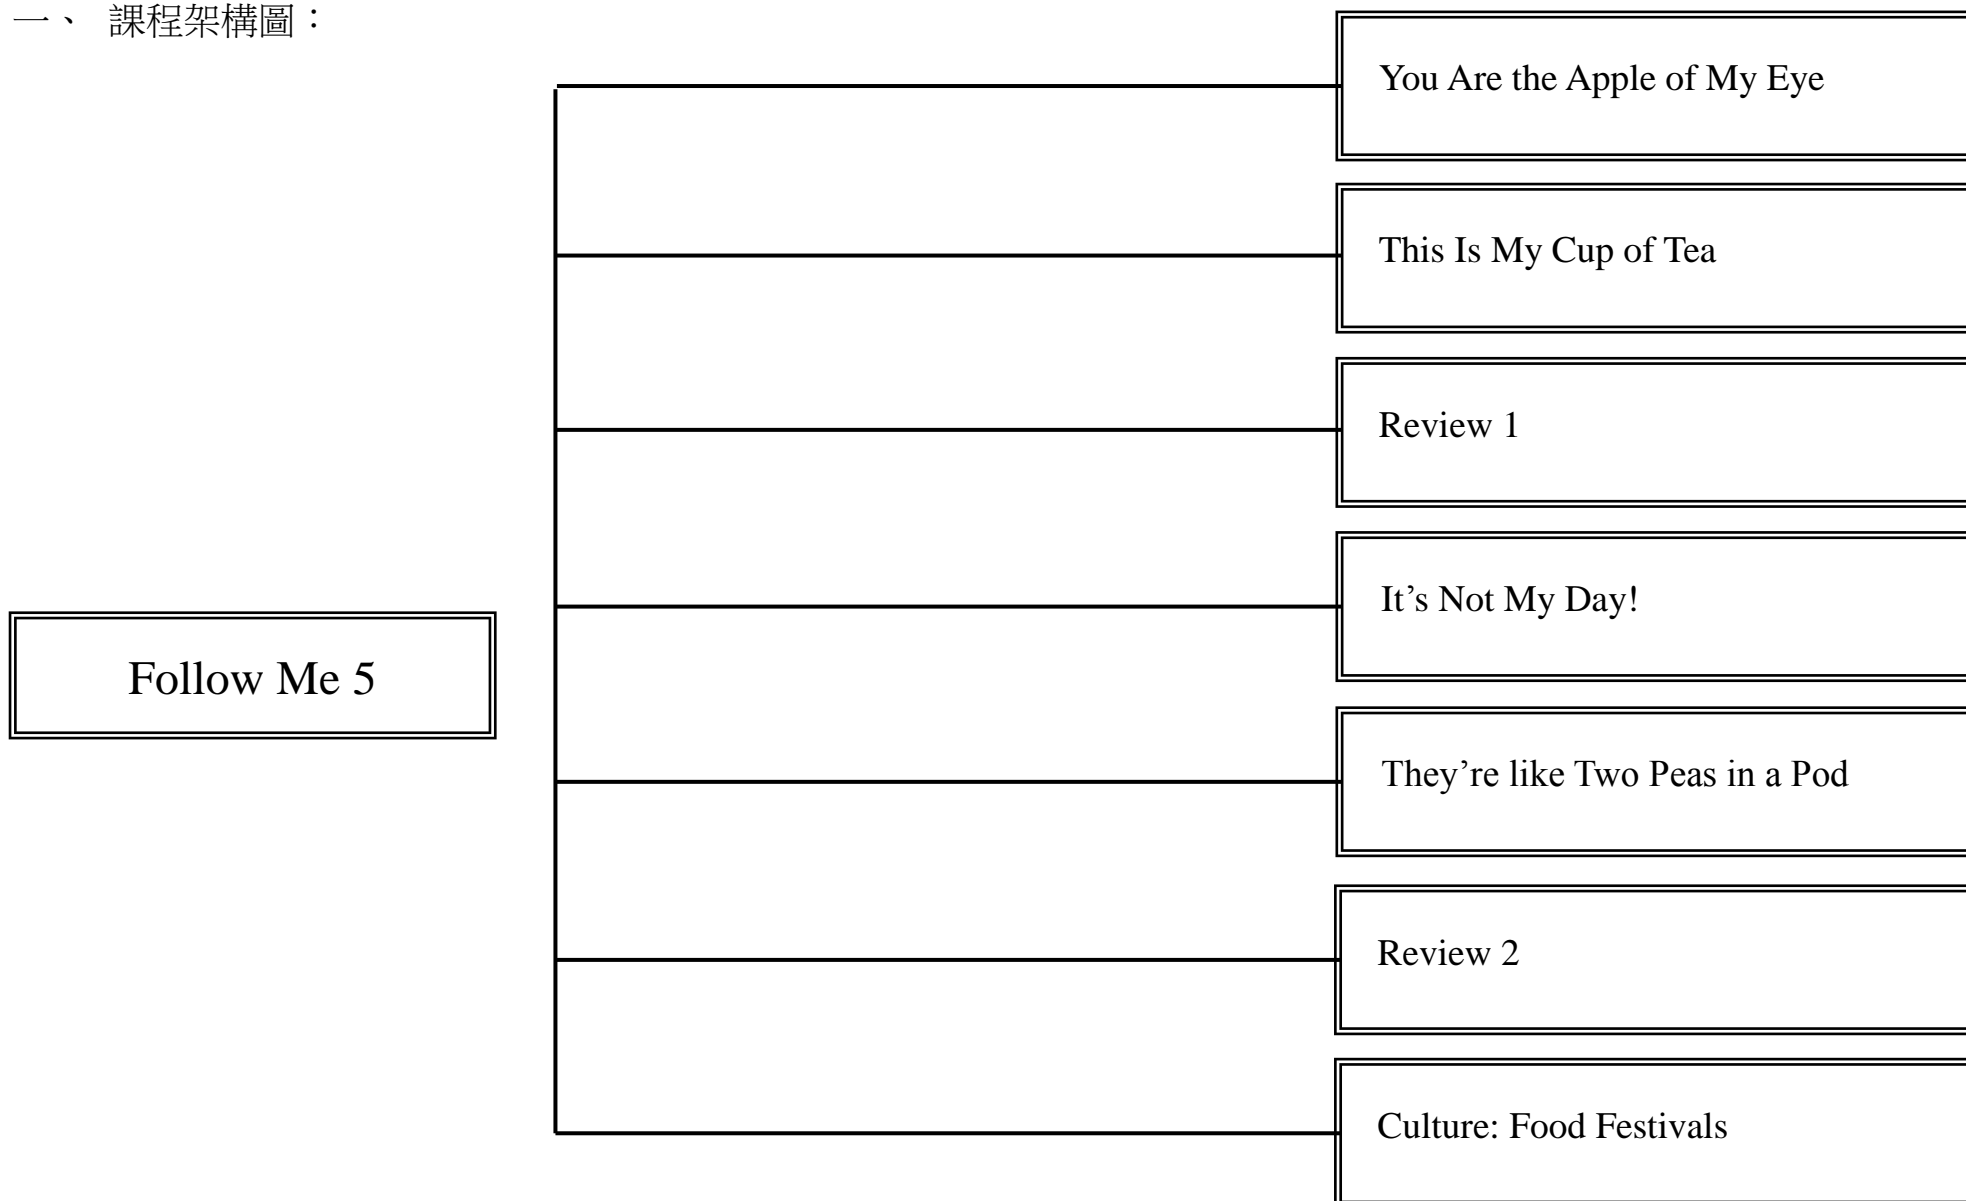 一、 課程架構圖：
You Are the Apple of My Eye
This Is My Cup of Tea
Review 1
It’s Not My Day!
Follow Me 5
They’re like Two Peas in a Pod
Review 2
Culture: Food Festivals